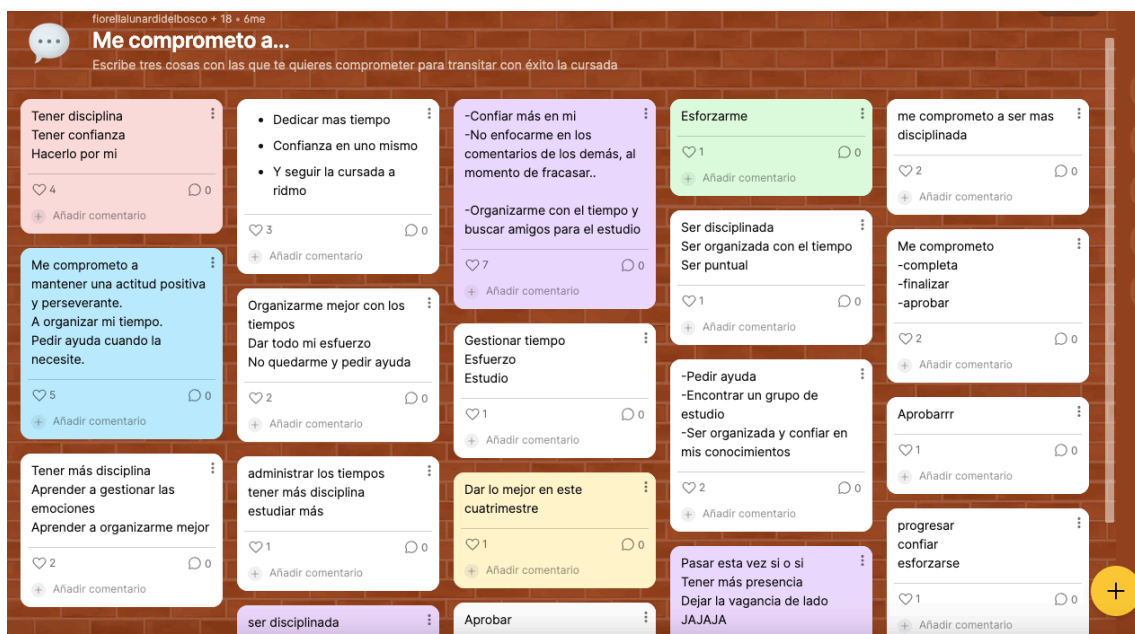 fiorellalunardidelbosco + 18 • 6me
Me comprometo a...
Escribe tres cosas con las que te quieres comprometer para transitar con éxito la cursada
Tener disciplina
Tener confianza
Hacerlo por mi
4
0
Añadir comentario
Me comprometo a
mantener una actitud positiva
y perseverante.
A organizar mi tiempo.
Pedir ayuda cuando la
necesite.
5
0
Añadir comentario
Tener más disciplina
Aprender a gestionar las
emociones
Aprender a organizarme mejor
2
0
Añadir comentario
• Dedicar mas tiempo
• Confianza en uno mismo
• Y seguir la cursada a
ridmo
3
0
Añadir comentario
Organizarme mejor con los
tiempos
Dar todo mi esfuerzo
No quedarme y pedir ayuda
2
0
Añadir comentario
administrar los tiempos
tener más disciplina
estudiar más
1
0
Añadir comentario
ser disciplinada
-Confiar más en mi
-No enfocarme en los
comentarios de los demás, al
momento de fracasar..
-Organizarme con el tiempo y
buscar amigos para el estudio
7
0
Añadir comentario
Gestionar tiempo
Esfuerzo
Estudio
1
0
Añadir comentario
Dar lo mejor en este
cuatrimestre
1
0
Añadir comentario
Aprobar
Esforzarme
1
0
Añadir comentario
Ser disciplinada
Ser organizada con el tiempo
Ser puntual
1
0
Añadir comentario
-Pedir ayuda
-Encontrar un grupo de
estudio
-Ser organizada y confiar en
mis conocimientos
2
0
Añadir comentario
Pasar esta vez si o si
Tener más presencia
Dejar la vagancia de lado
JAJAJA
me comprometo a ser mas
disciplinada
2
0
Añadir comentario
Me comprometo
-completa
-finalizar
-aprobar
2
0
Añadir comentario
Aprobarrr
1
0
Añadir comentario
progresar
confiar
esforzarse
1
0
Añadir comentario